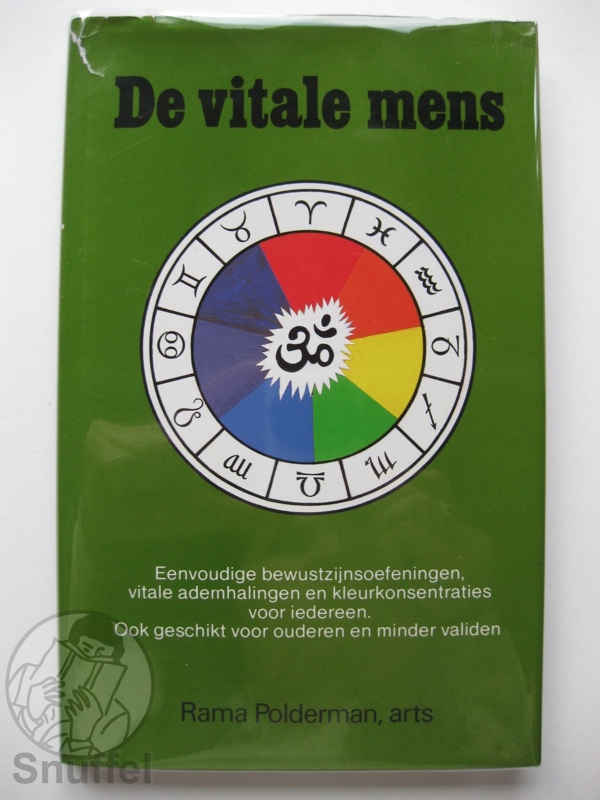 De vitale mens
ॐ
Eenvoudige bewustzijnsoefeningen,
vitale ademhalingen en kleurkonsentraties
voor iedereen.
Ook geschikt voor ouderen en minder validen
Rama Polderman, arts
Snuffel